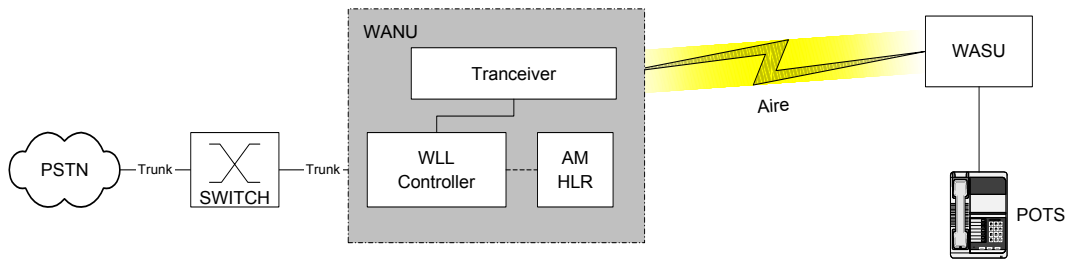 WANU
Tranceiver
WASU
Aire
PSTN
Trunk
SWITCH
Trunk
WLL
Controller
AM
HLR
POTS